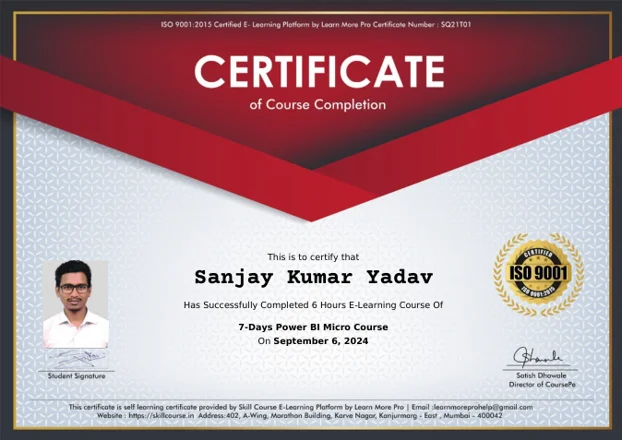 ISO 9001:2015 Certified E- Learning Platform by Learn More Pro Certificate Number : SQ21T01
CERTIFICATE
of Course Completion
This is to certify that
Sanjay Kumar Yadav
Has Successfully Completed 6 Hours E-Learning Course Of
7-Days Power BI Micro Course
On September 6, 2024
CERTIFIED
ISO 9001
ISO 9001:2015
Student Signature
Satish Dhawale
Director of CoursePe
This certificate is self learning certificate provided by Skill Course E-Learning Platform by Learn More Pro | Email :learnmoreprohelp@gmail.com
Website : https://skillcourse.in Address:402, A-Wing, Marathon Building, Karve Nagar, Kanjurmarg - East , Mumbai - 400042